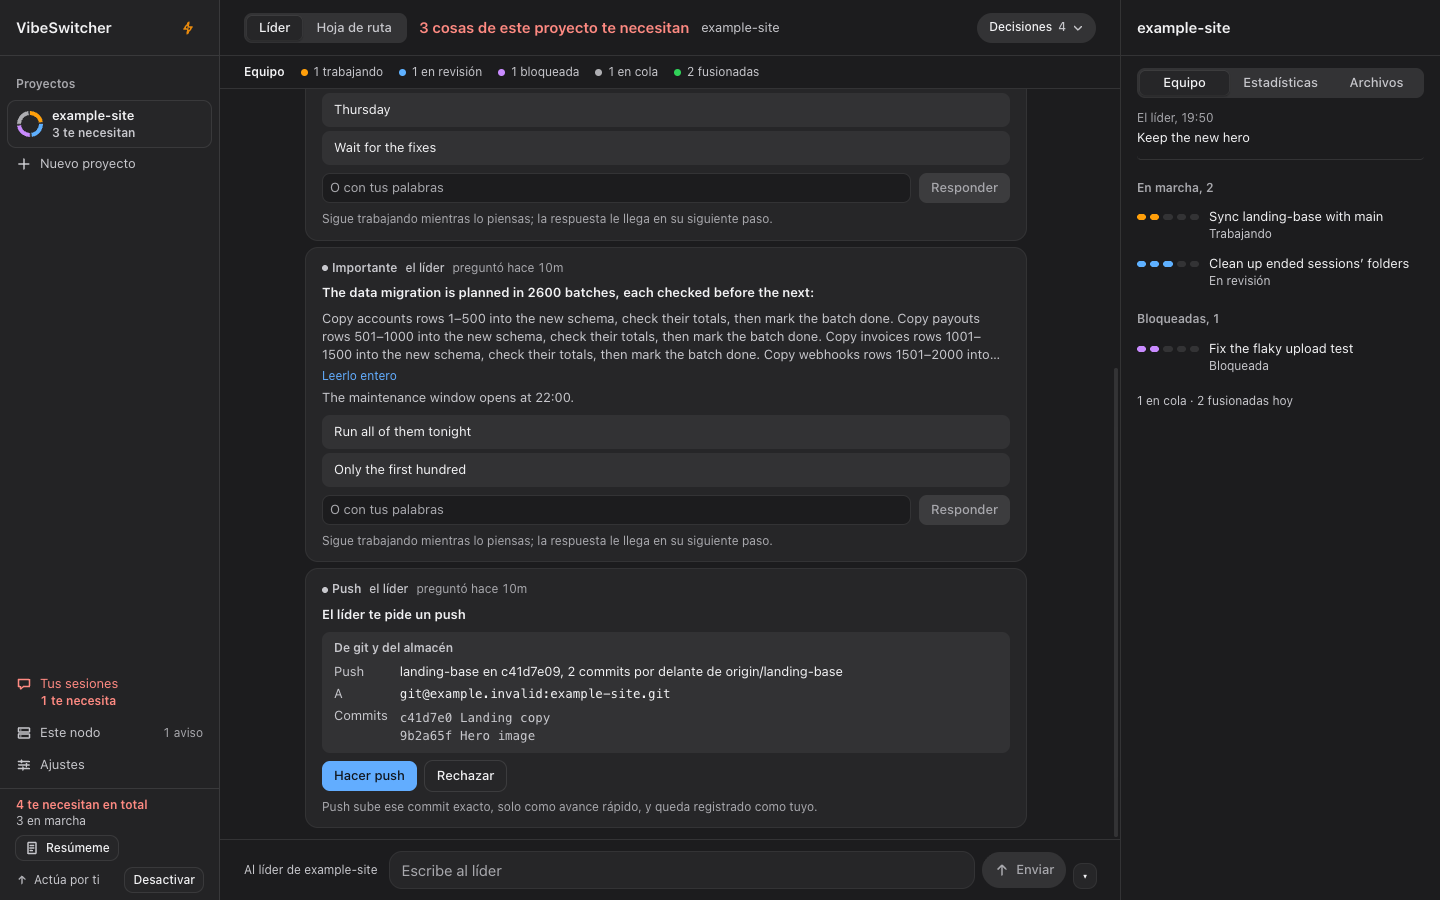 VibeSwitcher
Proyectos
example-site
3 te necesitan
Nuevo proyecto
Tus sesiones
1 te necesita
Este nodo
1 aviso
Ajustes
4 te necesitan en total
3 en marcha
Resúmeme
Actúa por ti
Desactivar
Líder
Hoja de ruta
3 cosas de este proyecto te necesitan
example-site
Decisiones 4
Equipo
1 trabajando
1 en revisión
1 bloqueada
1 en cola
2 fusionadas
Thursday
Wait for the fixes
O con tus palabras
Responder
Sigue trabajando mientras lo piensas; la respuesta le llega en su siguiente paso.
Importante el líder preguntó hace 10m
The data migration is planned in 2600 batches, each checked before the next:
Copy accounts rows 1–500 into the new schema, check their totals, then mark the batch done. Copy payouts
rows 501–1000 into the new schema, check their totals, then mark the batch done. Copy invoices rows 1001–
1500 into the new schema, check their totals, then mark the batch done. Copy webhooks rows 1501–2000 into…
Leerlo entero
The maintenance window opens at 22:00.
Run all of them tonight
Only the first hundred
O con tus palabras
Responder
Sigue trabajando mientras lo piensas; la respuesta le llega en su siguiente paso.
Push el líder preguntó hace 10m
El líder te pide un push
De git y del almacén
Push landing-base en c41d7e09, 2 commits por delante de origin/landing-base
A git@example.invalid:example-site.git
Commits c41d7e0 Landing copy
9b2a65f Hero image
Hacer push
Rechazar
Push sube ese commit exacto, solo como avance rápido, y queda registrado como tuyo.
Al líder de example-site
Escribe al líder
Enviar
example-site
Equipo
Estadísticas
Archivos
El líder, 19:50
Keep the new hero
En marcha, 2
Sync landing-base with main
Trabajando
Clean up ended sessions’ folders
En revisión
Bloqueadas, 1
Fix the flaky upload test
Bloqueada
1 en cola · 2 fusionadas hoy